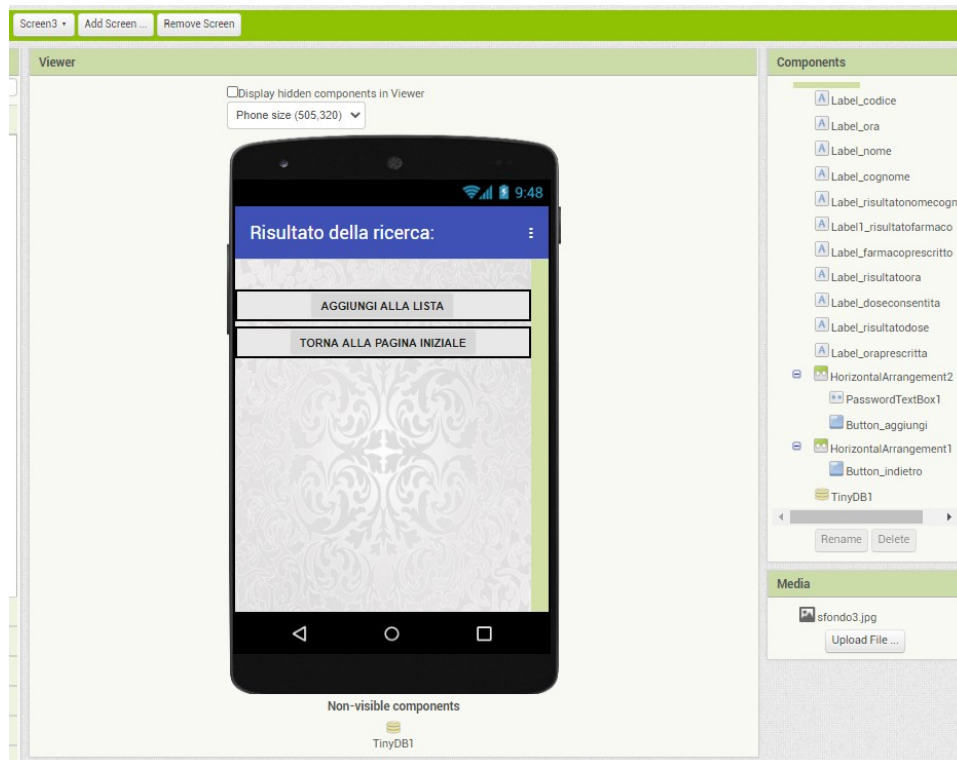 Screen3
Add Screen ...
Remove Screen
Viewer
Display hidden components in Viewer
Phone size (505,320)
9:48
Risultato della ricerca:
AGGIUNGI ALLA LISTA
TORNA ALLA PAGINA INIZIALE
Non-visible components
TinyDB1
Components
Label_codice
Label_ora
Label_nome
Label_cognome
Label_risultatonomecogn
Label1_risultatofarmaco
Label_farmacoprescritto
Label_risultatoora
Label_doseconsentita
Label_risultatodose
Label_oraprescritta
HorizontalArrangement2
PasswordTextBox1
Button_aggiungi
HorizontalArrangement1
Button_indietro
TinyDB1
Rename
Delete
Media
sfondo3.jpg
Upload File ...